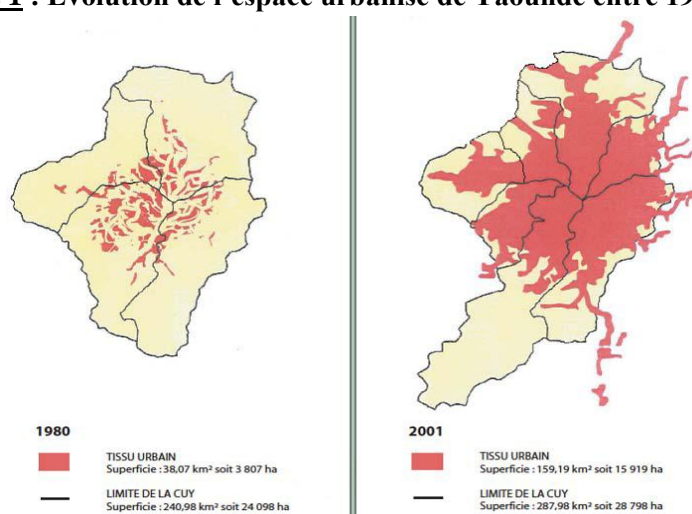 : Évolution de l'espace urbanisé de Yaoundé entre 19
1980
TISSU URBAIN
Superficie : 38,07 km² soit 3 807 ha
LIMITE DE LA CUY
Superficie : 240,98 km² soit 24 098 ha
2001
TISSU URBAIN
Superficie : 159,19 km² soit 15 919 ha
LIMITE DE LA CUY
Superficie : 287,98 km² soit 28 798 ha